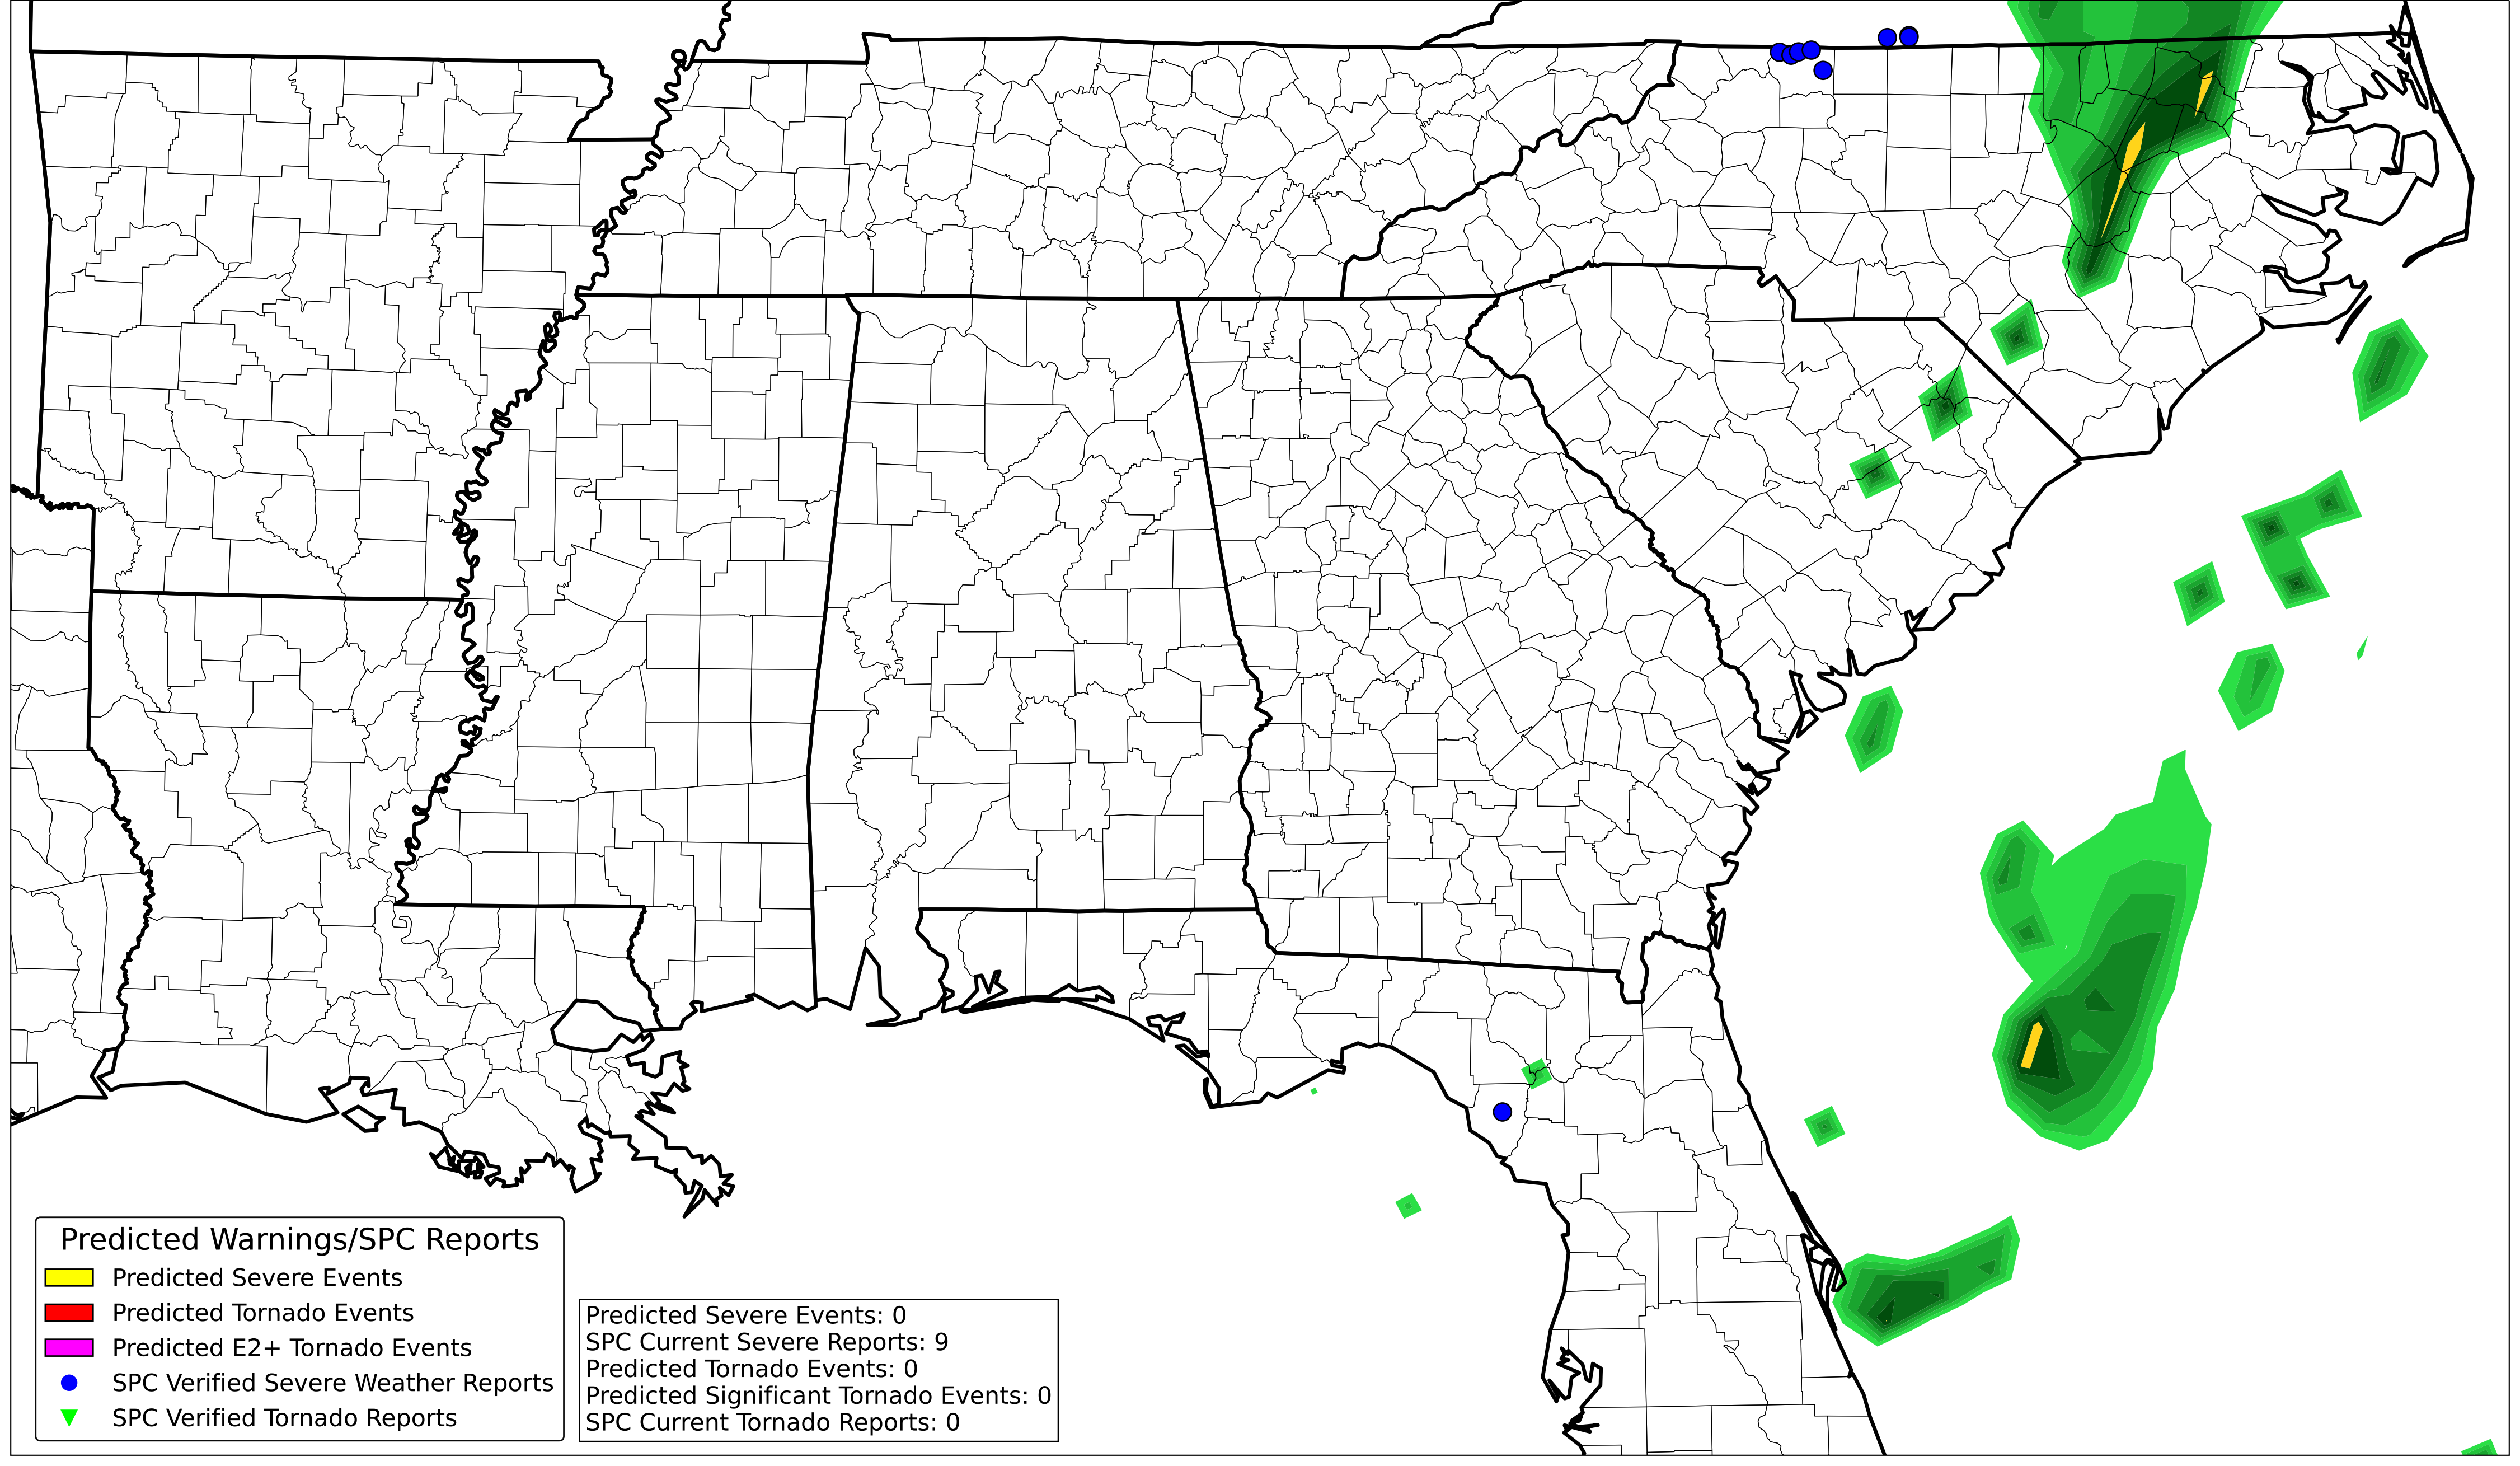 Predicted Warnings/SPC Reports
Predicted Severe Events
Predicted Tornado Events
Predicted E2+ Tornado Events
SPC Verified Severe Weather Reports
SPC Verified Tornado Reports
Predicted Severe Events: 0
SPC Current Severe Reports: 9
Predicted Tornado Events: 0
Predicted Significant Tornado Events: 0
SPC Current Tornado Reports: 0